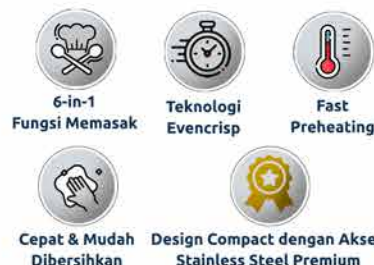 6-in-1
Fungsi Memasak
Teknologi
Evencrisp
Fast
Preheating
Cepat & Mudah
Dibersihkan
Design Compact dengan Akse
Stainless Steel Premium